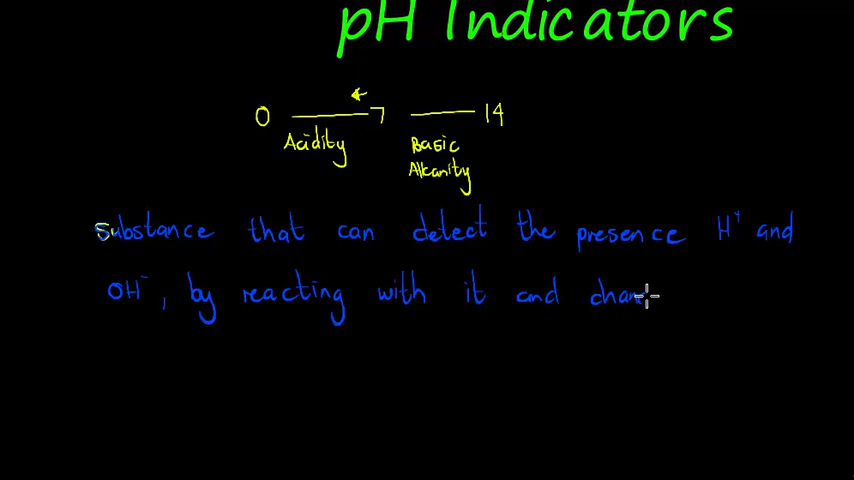 pH Indicators
0 7 14
Acidity Basic
Alkanity
substance that can detect the presence H⁺ and
OH⁻, by reacting with it and chan